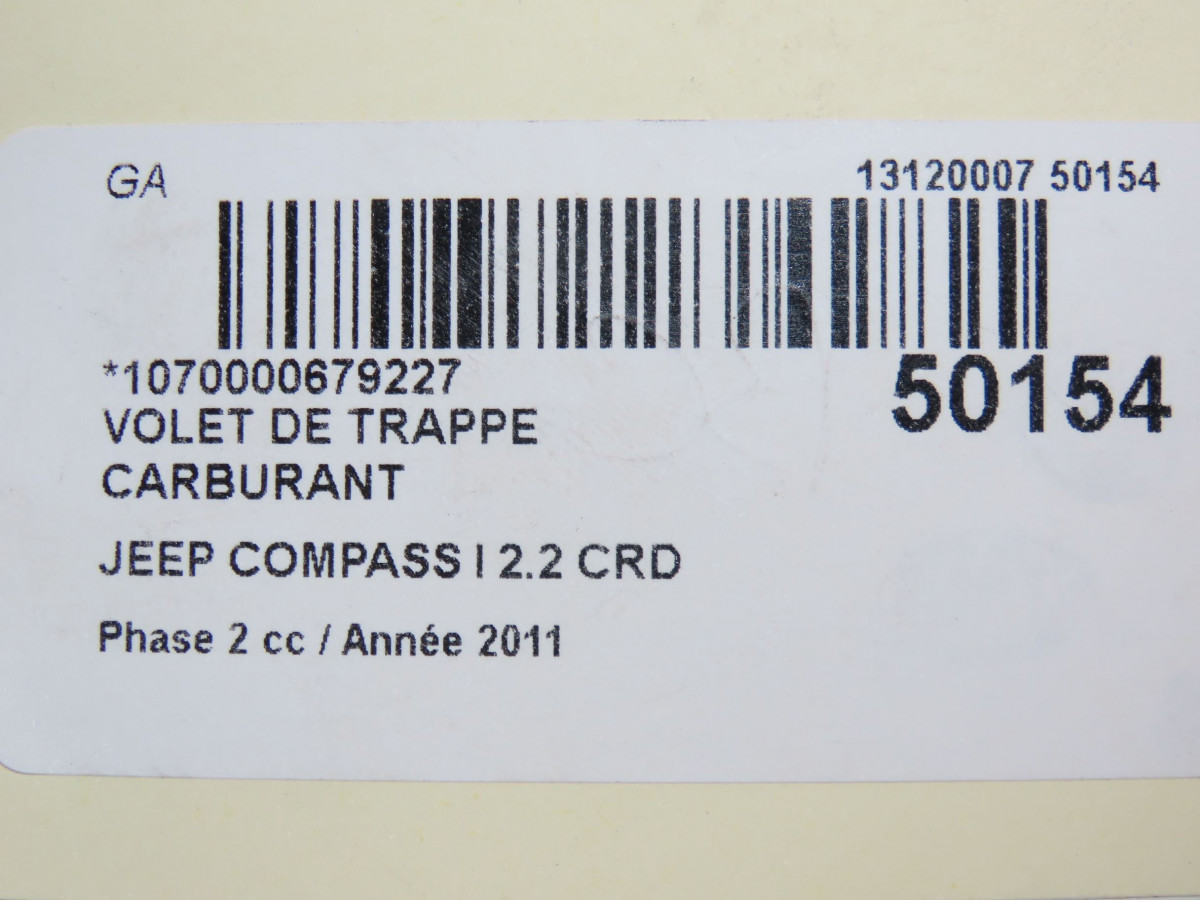 GA
13120007 50154
*1070000679227
50154
VOLET DE TRAPPE
CARBURANT
JEEP COMPASS I 2.2 CRD
Phase 2 cc / Année 2011